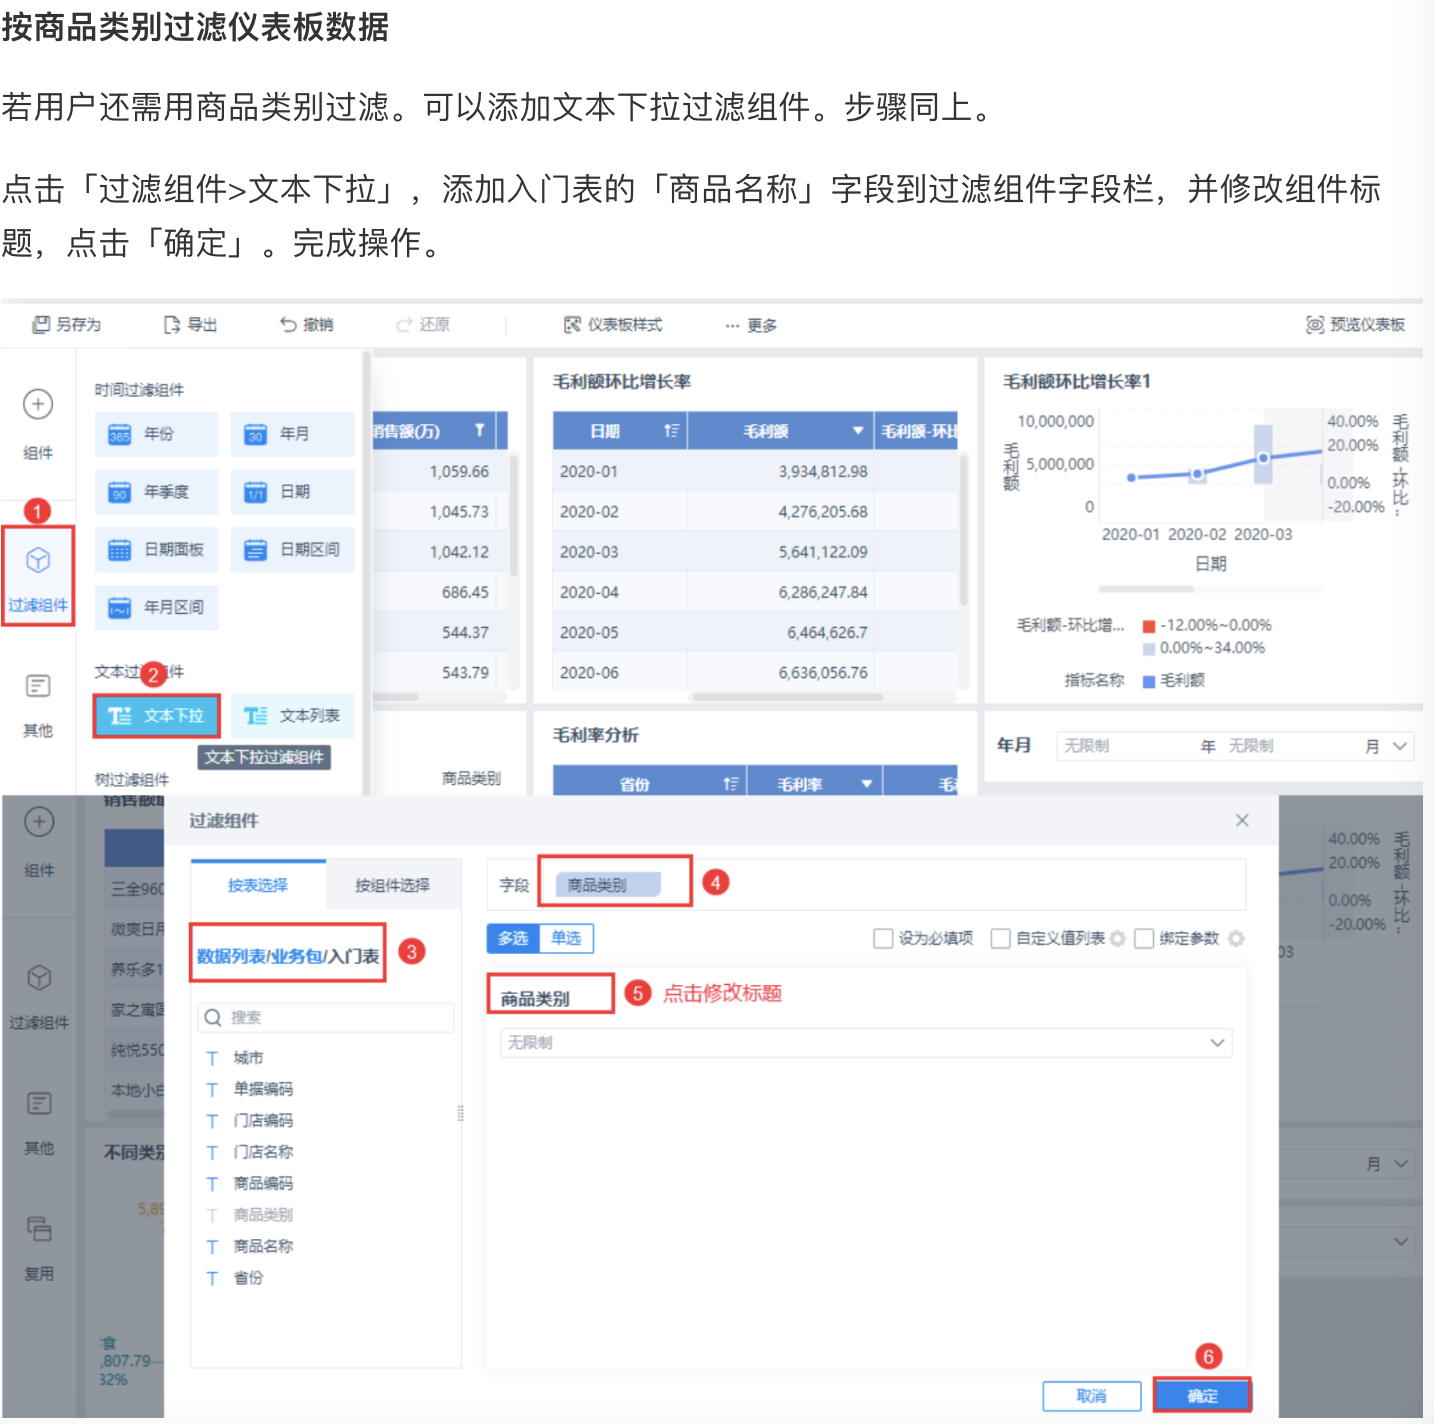 按商品类别过滤仪表板数据
若用户还需用商品类别过滤。可以添加文本下拉过滤组件。步骤同上。
点击「过滤组件>文本下拉」，添加入门表的「商品名称」字段到过滤组件字段栏，并修改组件标
题，点击「确定」。完成操作。
另存为 导出 撤销 还原 仪表板样式 ··· 更多 预览仪表板
组件
1
过滤组件
其他
时间过滤组件
365 年份 30 年月
90 年季度 1/1 日期
日期面板 日期区间
年月区间
文本过 2 件
文本下拉 文本列表
文本下拉过滤组件
树过滤组件
销售额(万)
1,059.66
1,045.73
1,042.12
686.45
544.37
543.79
商品类别
毛利额环比增长率
日期 毛利额 毛利额-环比
2020-01 3,934,812.98
2020-02 4,276,205.68
2020-03 5,641,122.09
2020-04 6,286,247.84
2020-05 6,464,626.7
2020-06 6,636,056.76
毛利率分析
省份 毛利率
毛利额环比增长率1
毛利额
10,000,000
5,000,000
0
40.00%
20.00%
0.00%
-20.00%
毛利额-环比..
2020-01 2020-02 2020-03
日期
毛利额-环比增... -12.00%~0.00%
0.00%~34.00%
指标名称 毛利额
年月 无限制 年 无限制 月
组件
过滤组件
其他
复用
销售额
三全960
微爽日用
养乐多1
家之寓
纯悦550
本地小白
不同类别
5,89
食
,807.79
32%
过滤组件
按表选择 按组件选择
数据列表/业务包/入门表 3
搜索
T 城市
T 单据编码
T 门店编码
T 门店名称
T 商品编码
T 商品类别
T 商品名称
T 省份
字段 商品类别 4
多选 单选 设为必填项 自定义值列表 绑定参数
商品类别 5 点击修改标题
无限制
6
取消 确定
40.00%
20.00%
0.00%
-20.00%
毛利额-环比..
03
月